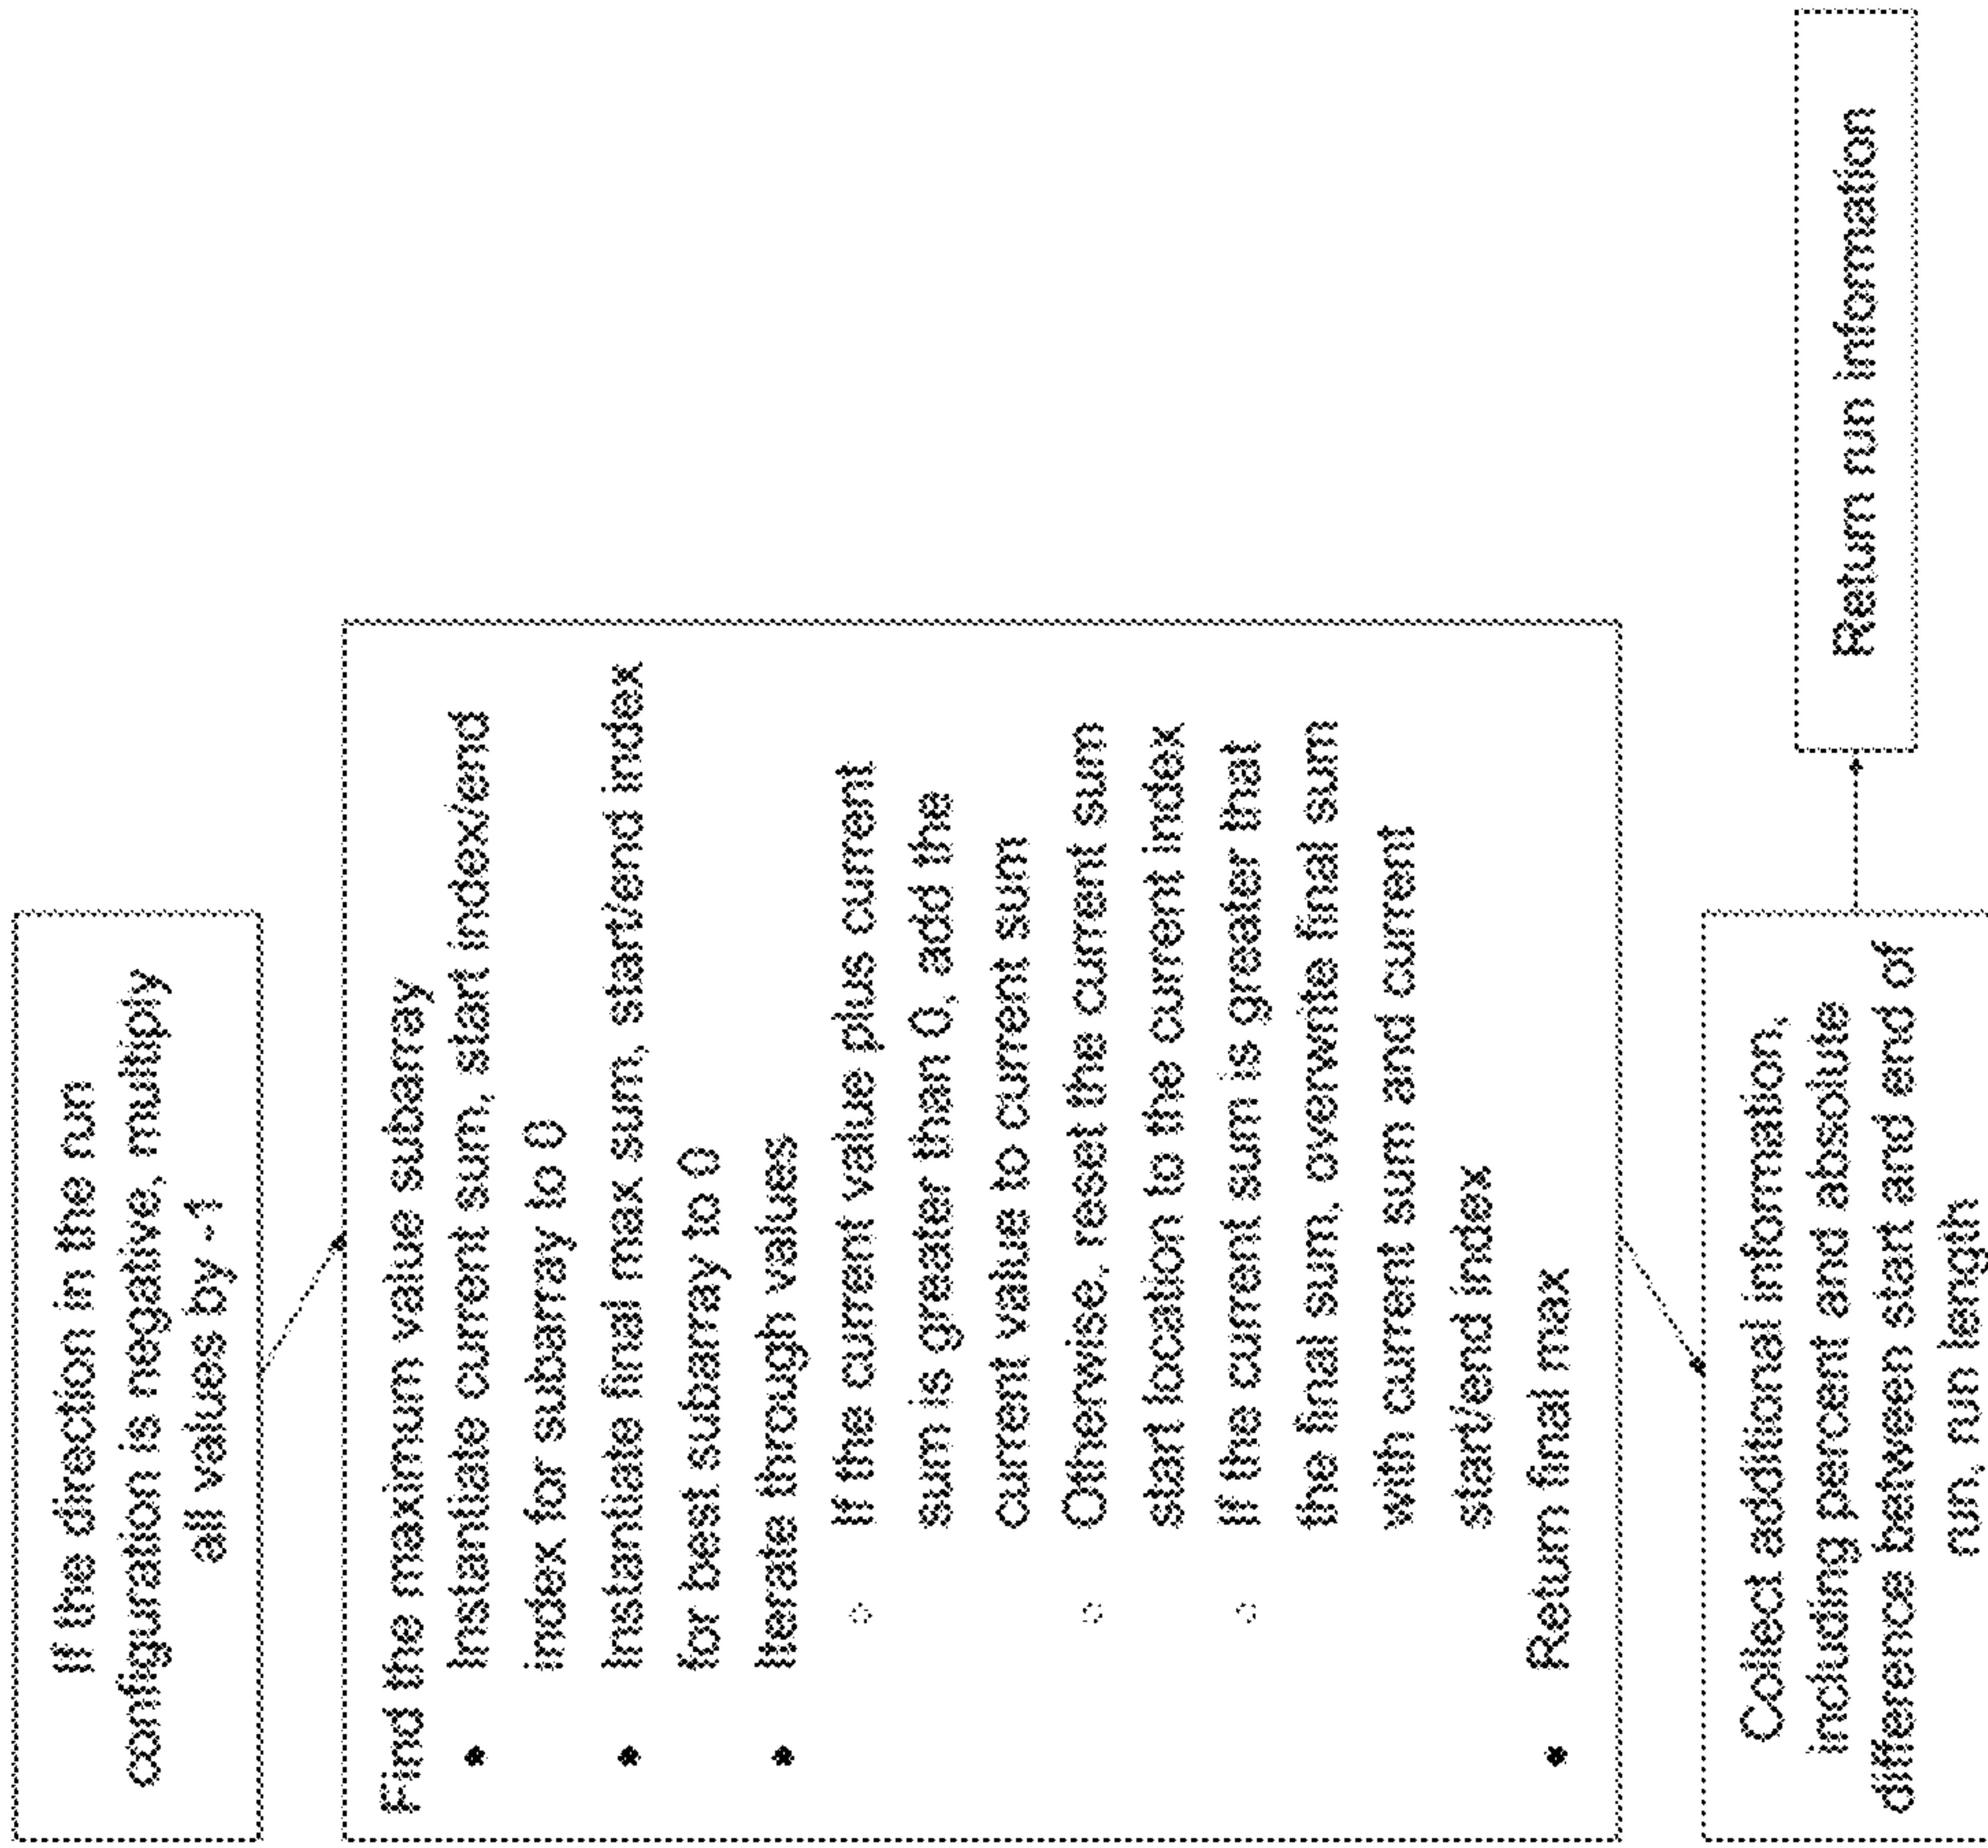 If the direction in the run
configuration is negative, multiply
all values by -1
Find the maximum value subarray
• Instantiate current sum, start index/end
index for subarray to 0
• Instantiate final max sum, start/end index
for best subarray to 0
• Iterate through values
○ If the current value plus current
sum is greater than 0, add the
current value to current sum
○ Otherwise, reset the current sum
start location to the current index
○ If the current sum is greater that
the final sum, overwrite final sum
with current sum and current
start/end index
• Return final max
Collect additional information,
including percent and absolute
difference between start and end of
run, run length
Return run information